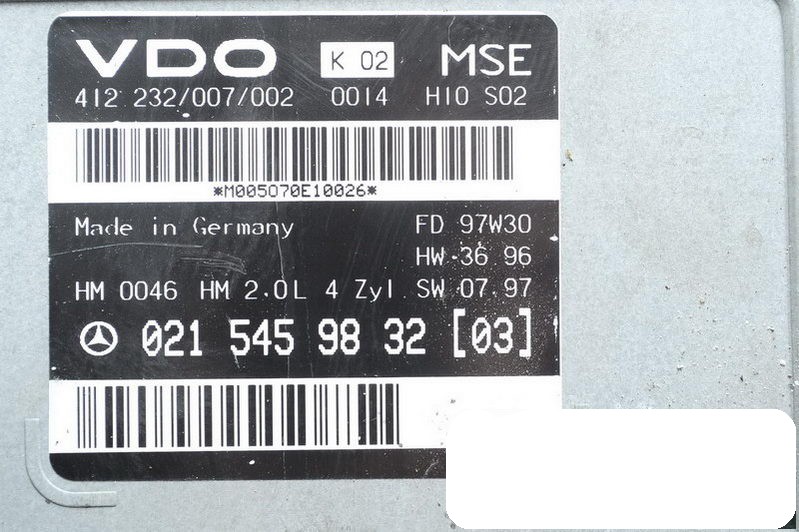 VDO K 02 MSE
412 232/007/002 0014 H10 S02
*M005070E10026*
Made in Germany FD 97W30
HW 36 96
HM 0046 HM 2.0L 4 Zyl. SW 07.97
021 545 98 32 [03]